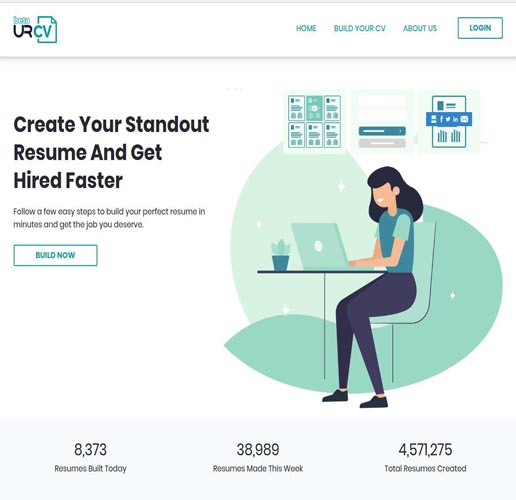 beta
URCV
HOME BUILD YOUR CV ABOUT US LOGIN
Create Your Standout
Resume And Get
Hired Faster
Follow a few easy steps to build your perfect resume in
minutes and get the job you deserve.
BUILD NOW
8,373 38,989 4,571,275
Resumes Built Today Resumes Made This Week Total Resumes Created